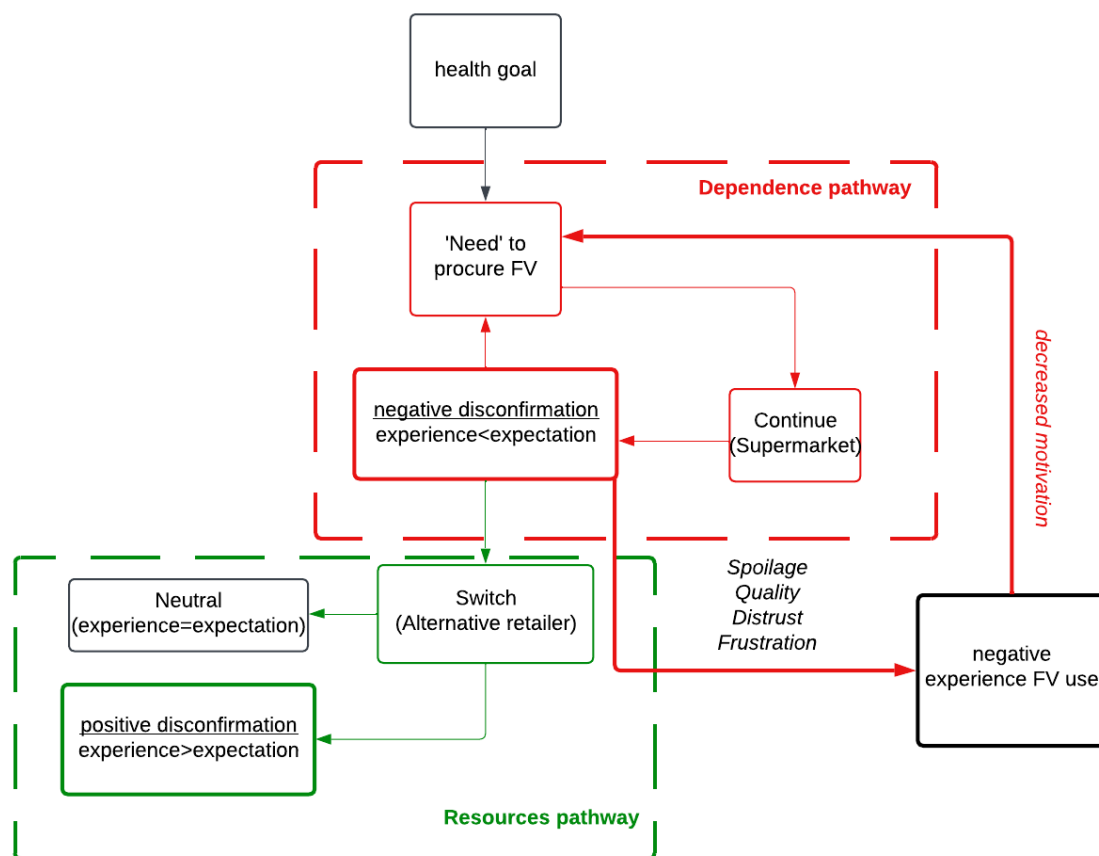 health goal
Dependence pathway
'Need' to
procure FV
decreased motivation
negative disconfirmation
experience<expectation
Continue
(Supermarket)
Spoilage
Quality
Distrust
Frustration
Neutral
(experience=expectation)
Switch
(Alternative retailer)
negative
experience FV use
positive disconfirmation
experience>expectation
Resources pathway